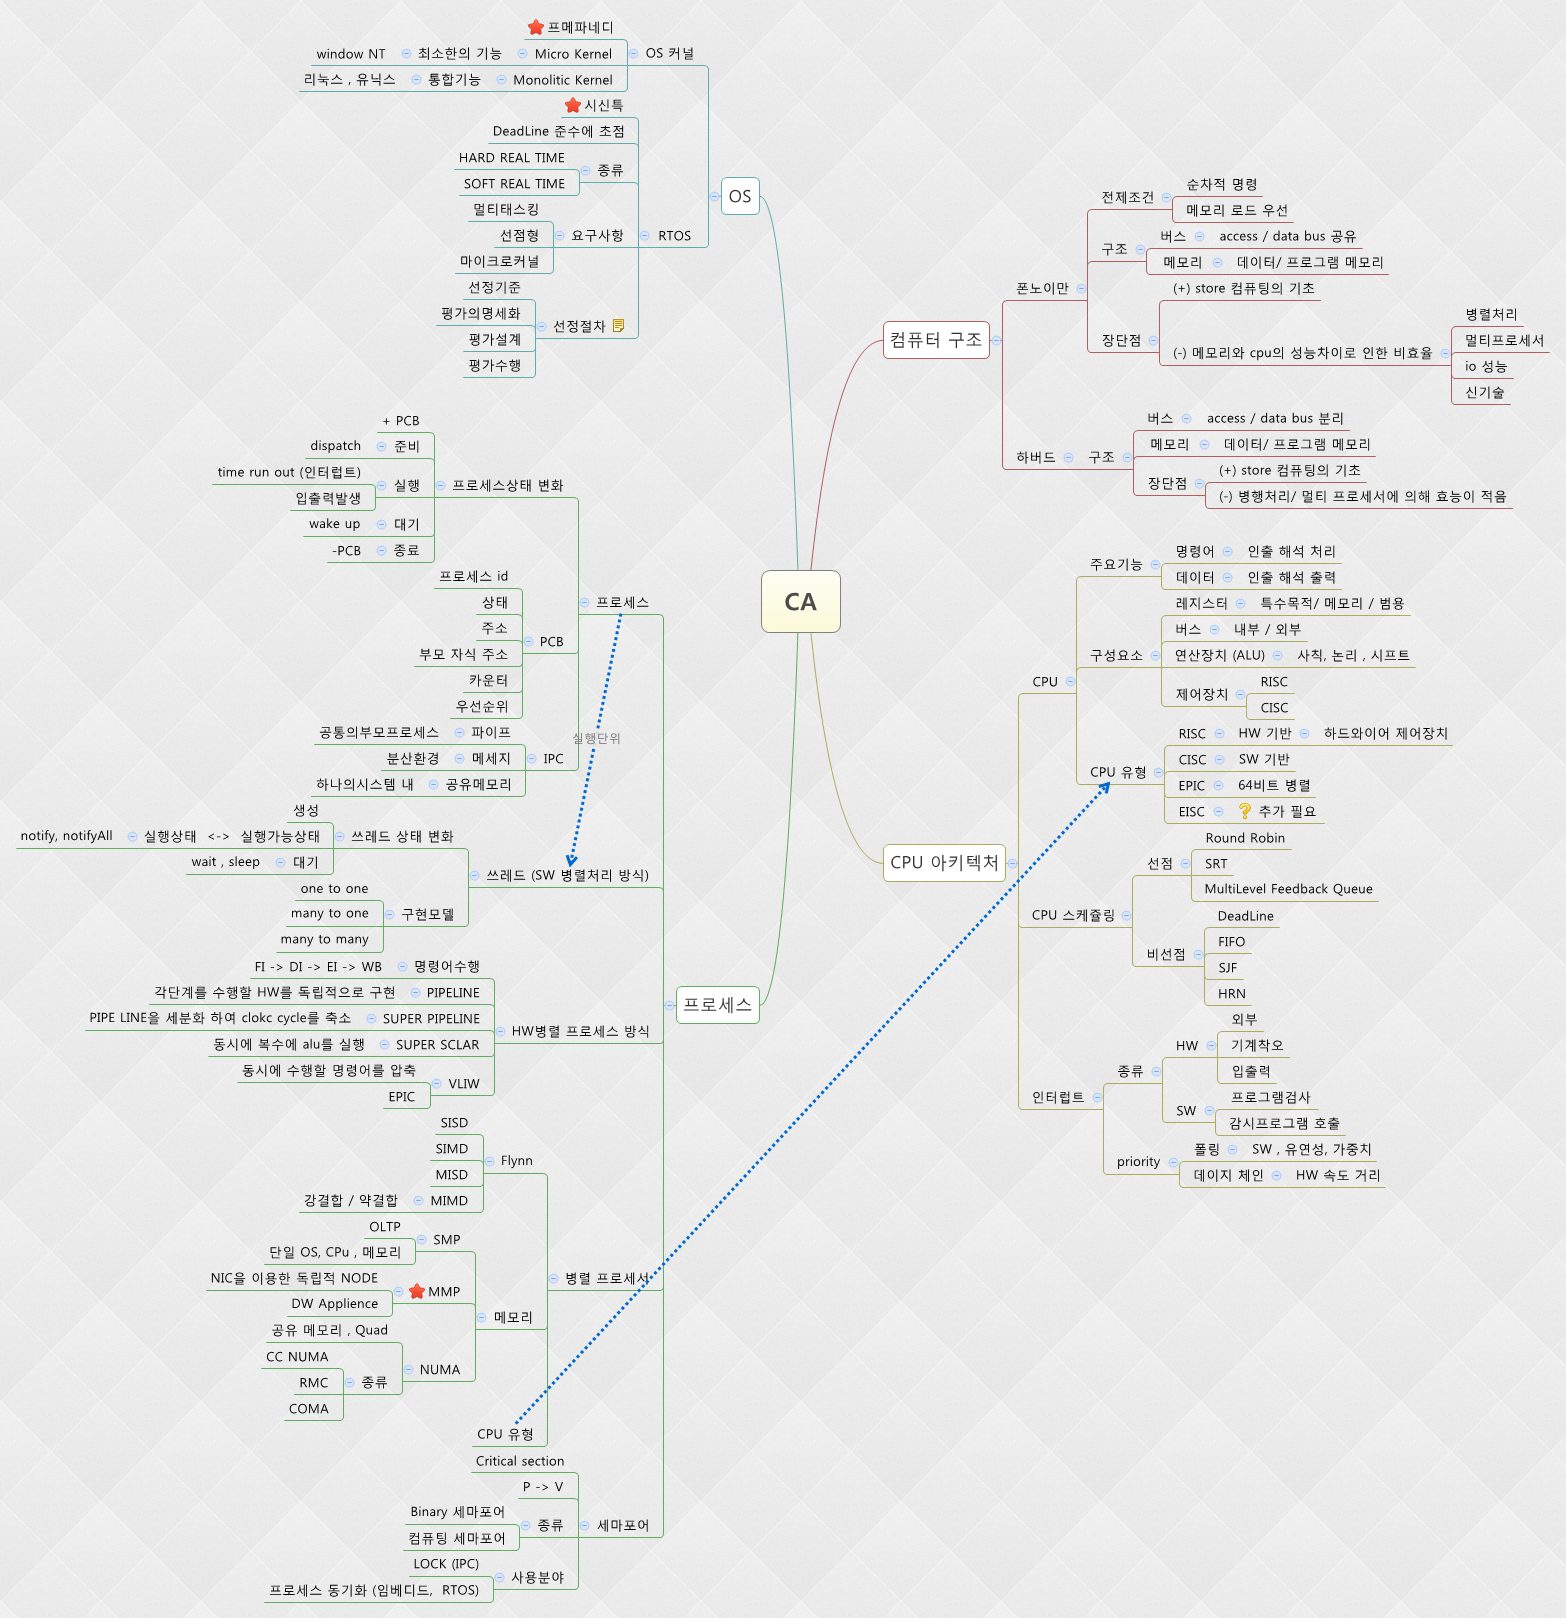 CA
OS
OS 커널
프메파네디
Micro Kernel
최소한의 기능
window NT
Monolitic Kernel
통합기능
리눅스 , 유닉스
RTOS
시신특
DeadLine 준수에 초점
종류
HARD REAL TIME
SOFT REAL TIME
요구사항
멀티태스킹
선점형
마이크로커널
선정절차
선정기준
평가의명세화
평가설계
평가수행
컴퓨터 구조
폰노이만
전제조건
순차적 명령
메모리 로드 우선
구조
버스
access / data bus 공유
메모리
데이터/ 프로그램 메모리
장단점
(+) store 컴퓨팅의 기초
(-) 메모리와 cpu의 성능차이로 인한 비효율
병렬처리
멀티프로세서
io 성능
신기술
하버드
구조
버스
access / data bus 분리
메모리
데이터/ 프로그램 메모리
장단점
(+) store 컴퓨팅의 기초
(-) 병행처리/ 멀티 프로세서에 의해 효능이 적음
CPU 아키텍처
CPU
주요기능
명령어
인출 해석 처리
데이터
인출 해석 출력
구성요소
레지스터
특수목적/ 메모리 / 범용
버스
내부 / 외부
연산장치 (ALU)
사칙, 논리 , 시프트
제어장치
RISC
CISC
CPU 유형
RISC
HW 기반
하드와이어 제어장치
CISC
SW 기반
EPIC
64비트 병렬
EISC
추가 필요
CPU 스케쥴링
선점
Round Robin
SRT
MultiLevel Feedback Queue
비선점
DeadLine
FIFO
SJF
HRN
인터럽트
종류
HW
외부
기계착오
입출력
SW
프로그램검사
감시프로그램 호출
priority
폴링
SW , 유연성, 가중치
데이지 체인
HW 속도 거리
프로세스
프로세스
프로세스상태 변화
+ PCB
준비
dispatch
실행
time run out (인터럽트)
입출력발생
대기
wake up
종료
-PCB
PCB
프로세스 id
상태
주소
부모 자식 주소
카운터
우선순위
IPC
파이프
공통의부모프로세스
메세지
분산환경
공유메모리
하나의시스템 내
실행단위
쓰레드 (SW 병렬처리 방식)
쓰레드 상태 변화
생성
실행상태 <-> 실행가능상태
notify, notifyAll
대기
wait , sleep
구현모델
one to one
many to one
many to many
HW병렬 프로세스 방식
명령어수행
FI -> DI -> EI -> WB
PIPELINE
각단계를 수행할 HW를 독립적으로 구현
SUPER PIPELINE
PIPE LINE을 세분화 하여 clokc cycle를 축소
SUPER SCLAR
동시에 복수에 alu를 실행
VLIW
동시에 수행할 명령어를 압축
EPIC
병렬 프로세서
Flynn
SISD
SIMD
MISD
MIMD
강결합 / 약결합
메모리
SMP
OLTP
단일 OS, CPu , 메모리
MMP
NIC을 이용한 독립적 NODE
DW Applience
NUMA
공유 메모리 , Quad
종류
CC NUMA
RMC
COMA
CPU 유형
세마포어
Critical section
P -> V
종류
Binary 세마포어
컴퓨팅 세마포어
사용분야
LOCK (IPC)
프로세스 동기화 (임베디드, RTOS)